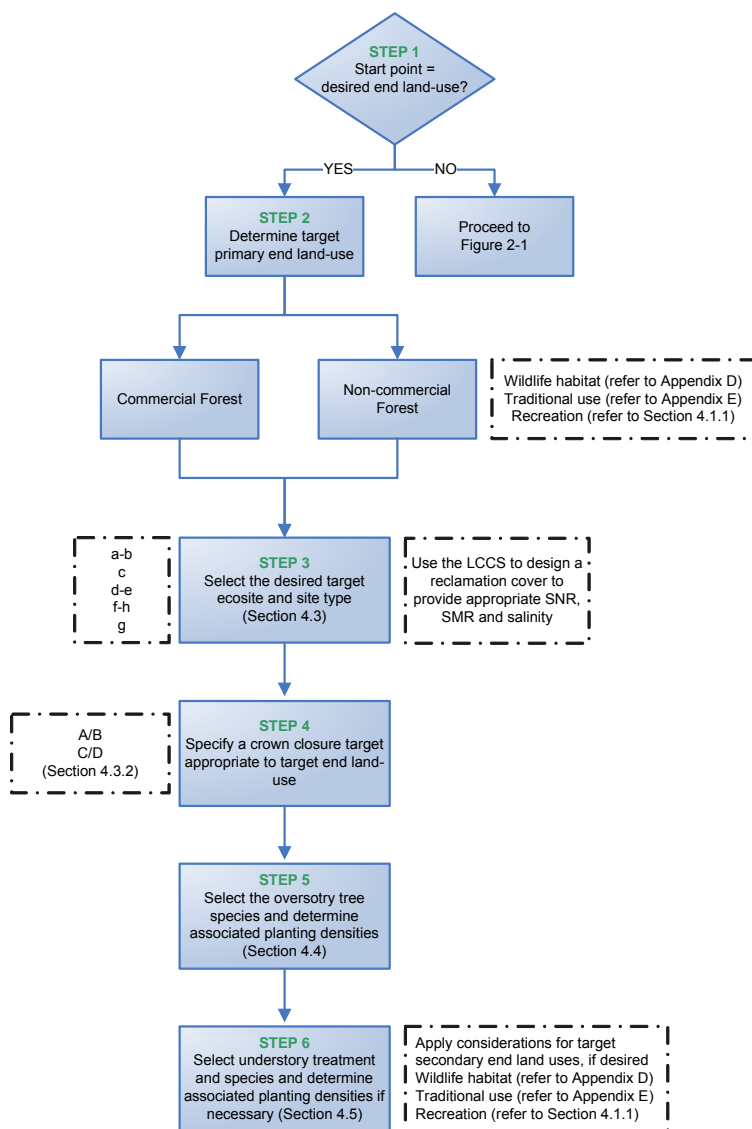 STEP 1
Start point =
desired end land-use?
YES
NO
STEP 2
Determine target
primary end land-use
Proceed to
Figure 2-1
Commercial Forest
Non-commercial
Forest
Wildlife habitat (refer to Appendix D)
Traditional use (refer to Appendix E)
Recreation (refer to Section 4.1.1)
a-b
c
d-e
f-h
g
STEP 3
Select the desired target
ecosite and site type
(Section 4.3)
Use the LCCS to design a
reclamation cover to
provide appropriate SNR,
SMR and salinity
A/B
C/D
(Section 4.3.2)
STEP 4
Specify a crown closure target
appropriate to target end land-
use
STEP 5
Select the oversotry tree
species and determine
associated planting densities
(Section 4.4)
STEP 6
Select understory treatment
and species and determine
associated planting densities if
necessary (Section 4.5)
Apply considerations for target
secondary end land uses, if desired
Wildlife habitat (refer to Appendix D)
Traditional use (refer to Appendix E)
Recreation (refer to Section 4.1.1)